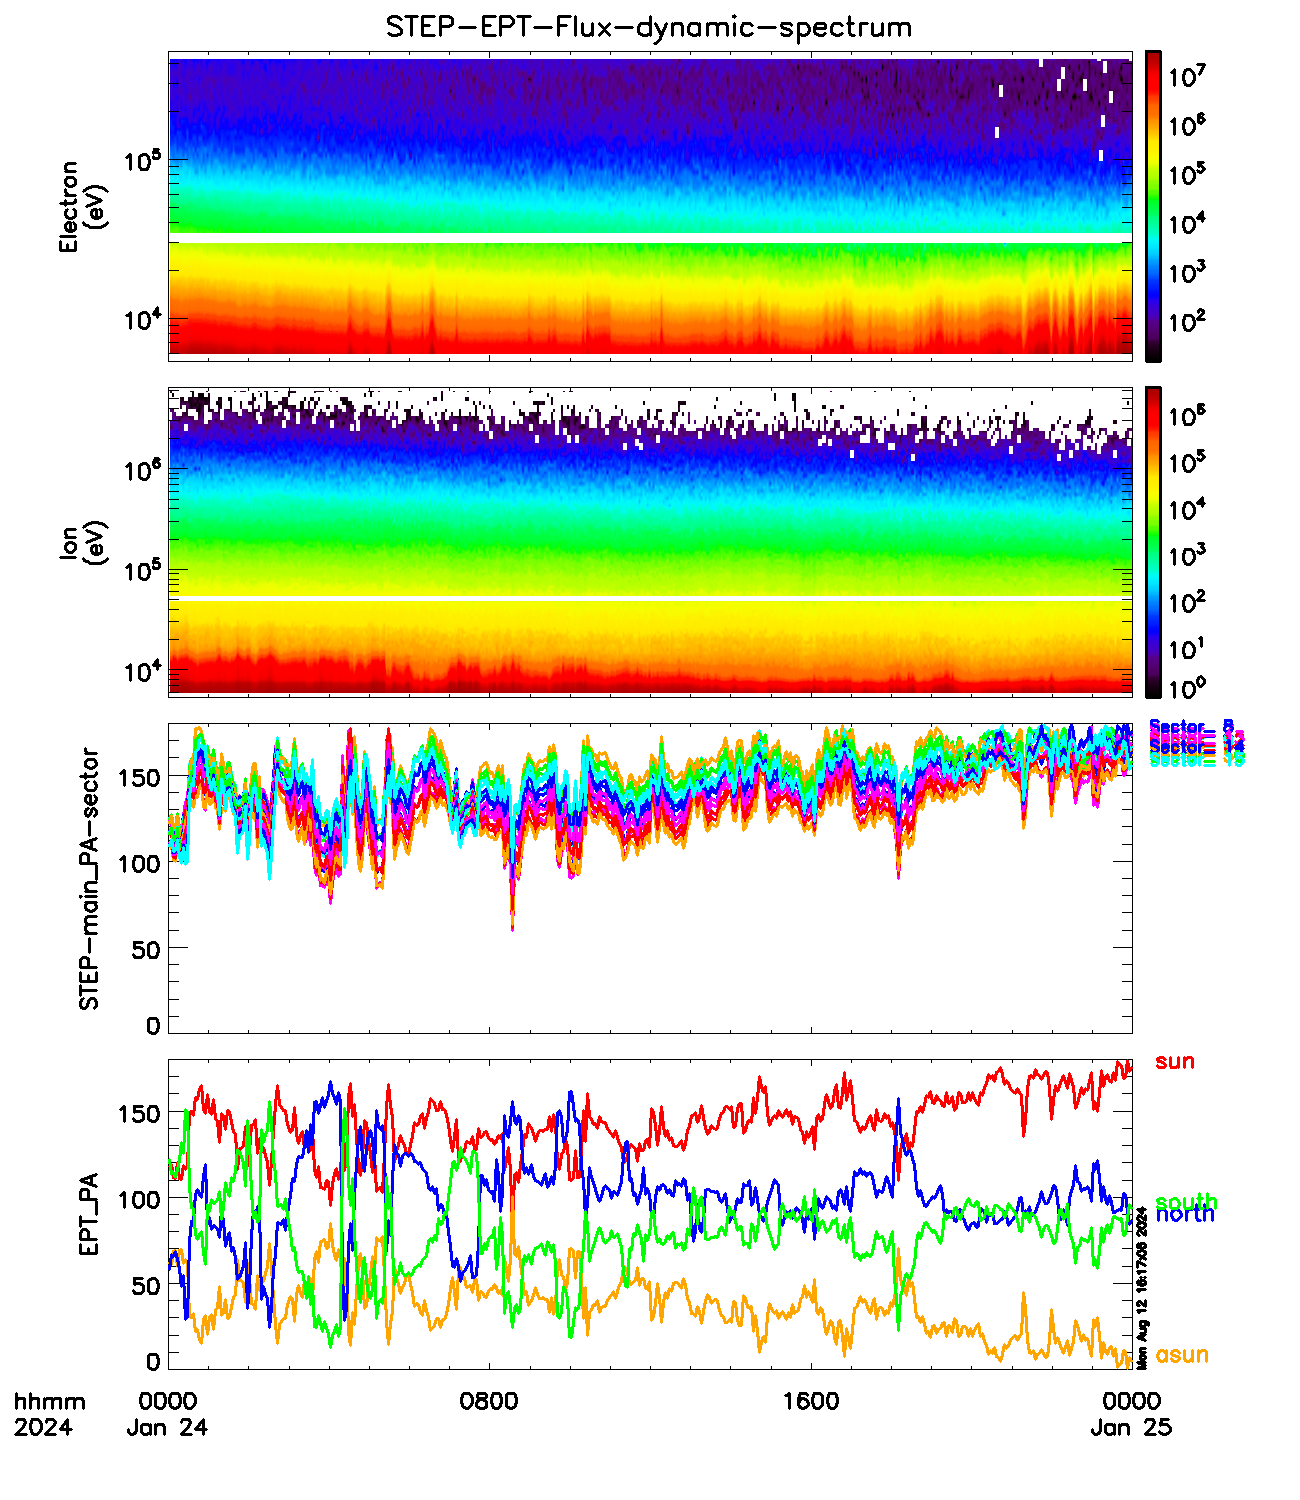 STEP-EPT-Flux-dynamic-spectrum
Electron
(eV)
10^5
10^4
10^7
10^6
10^5
10^4
10^3
10^2
Ion
(eV)
10^6
10^5
10^4
10^6
10^5
10^4
10^3
10^2
10^1
10^0
STEP-main_PA-sector
150
100
50
0
Sector_ 8
Sector_ 14
EPT_PA
150
100
50
0
sun
south
north
asun
Mon Aug 12 16:17:06 2024
hhmm
2024
0000
Jan 24
0800
1600
0000
Jan 25